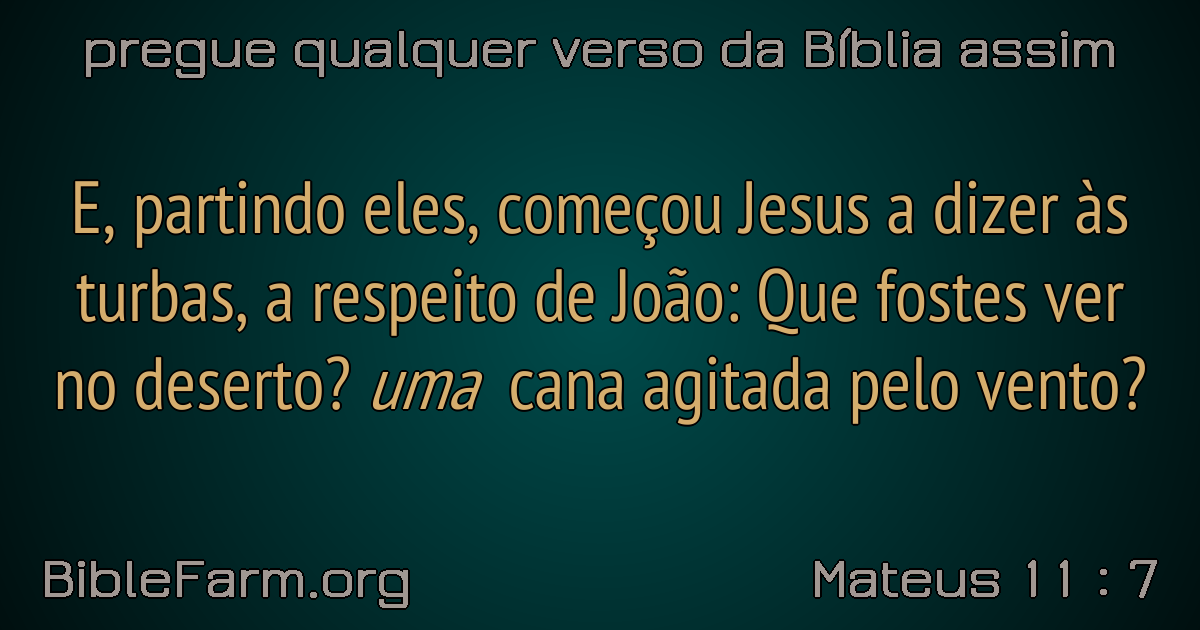 pregue qualquer verso da Bíblia assim
E, partindo eles, começou Jesus a dizer às
turbas, a respeito de João: Que fostes ver
no deserto? uma cana agitada pelo vento?
BibleFarm.org
Mateus 11 : 7